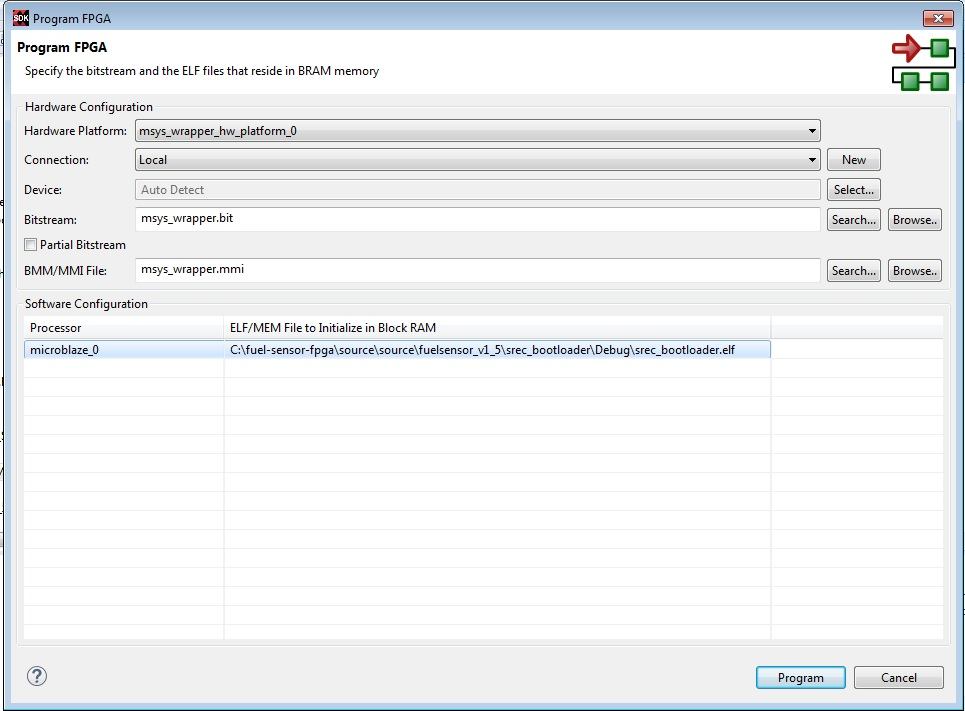 SDK Program FPGA
Program FPGA
Specify the bitstream and the ELF files that reside in BRAM memory
Hardware Configuration
Hardware Platform: msys_wrapper_hw_platform_0
Connection: Local New
Device: Auto Detect Select...
Bitstream: msys_wrapper.bit Search... Browse..
Partial Bitstream
BMM/MMI File: msys_wrapper.mmi Search... Browse..
Software Configuration
Processor ELF/MEM File to Initialize in Block RAM
microblaze_0 C:\fuel-sensor-fpga\source\source\fuelsensor_v1_5\srec_bootloader\Debug\srec_bootloader.elf
? Program Cancel